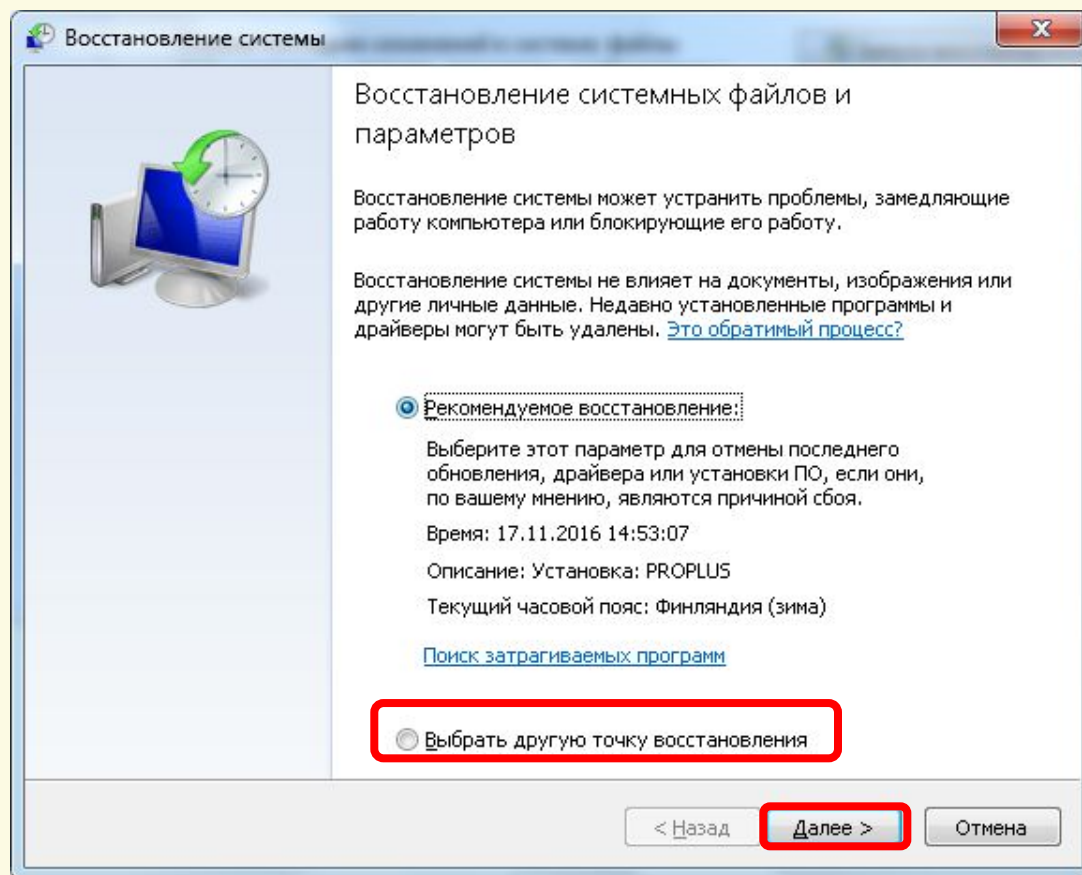 Восстановление системы
Восстановление системных файлов и
параметров
Восстановление системы может устранить проблемы, замедляющие
работу компьютера или блокирующие его работу.
Восстановление системы не влияет на документы, изображения или
другие личные данные. Недавно установленные программы и
драйверы могут быть удалены. Это обратимый процесс?
Рекомендуемое восстановление:
Выберите этот параметр для отмены последнего
обновления, драйвера или установки ПО, если они,
по вашему мнению, являются причиной сбоя.
Время: 17.11.2016 14:53:07
Описание: Установка: PROPLUS
Текущий часовой пояс: Финляндия (зима)
Поиск затрагиваемых программ
Выбрать другую точку восстановления
< Назад Далее > Отмена